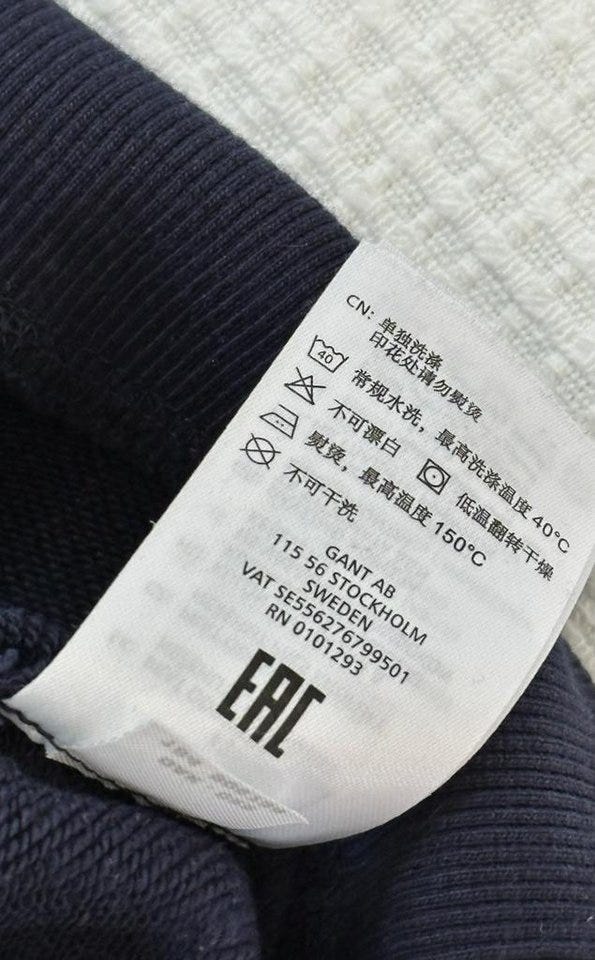 CN: 单独洗涤
印花处请勿熨烫
40 常规水洗，最高洗涤温度 40°C
不可漂白 低温翻转干燥
熨烫，最高温度 150°C
不可干洗
GANT AB
115 56 STOCKHOLM
SWEDEN
VAT SE556276799501
RN 0101293
EAC